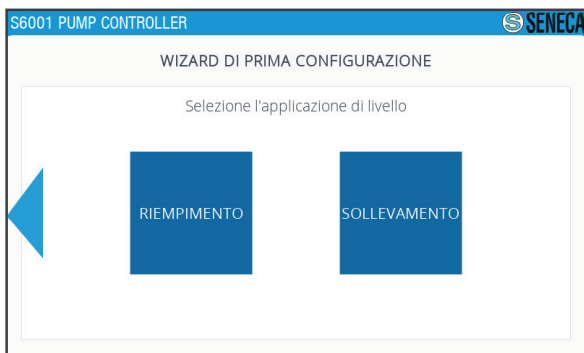 S6001 PUMP CONTROLLER
S SENECA
WIZARD DI PRIMA CONFIGURAZIONE
Selezione l'applicazione di livello
RIEMPIMENTO
SOLLEVAMENTO